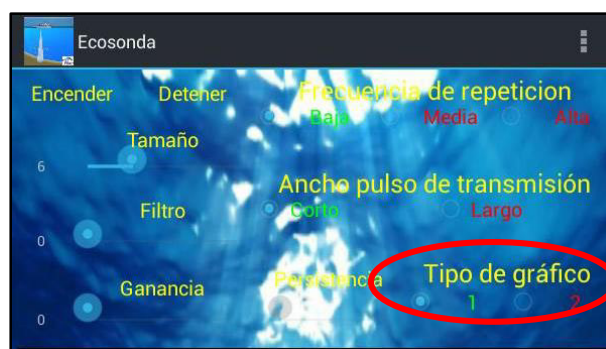 Ecosonda
Encender Detener Frecuencia de repeticion
Baja Media Alta
Tamaño
6
Ancho pulso de transmisión
Filtro Corto Largo
0
Ganancia Persistencia Tipo de gráfico
1 2
0